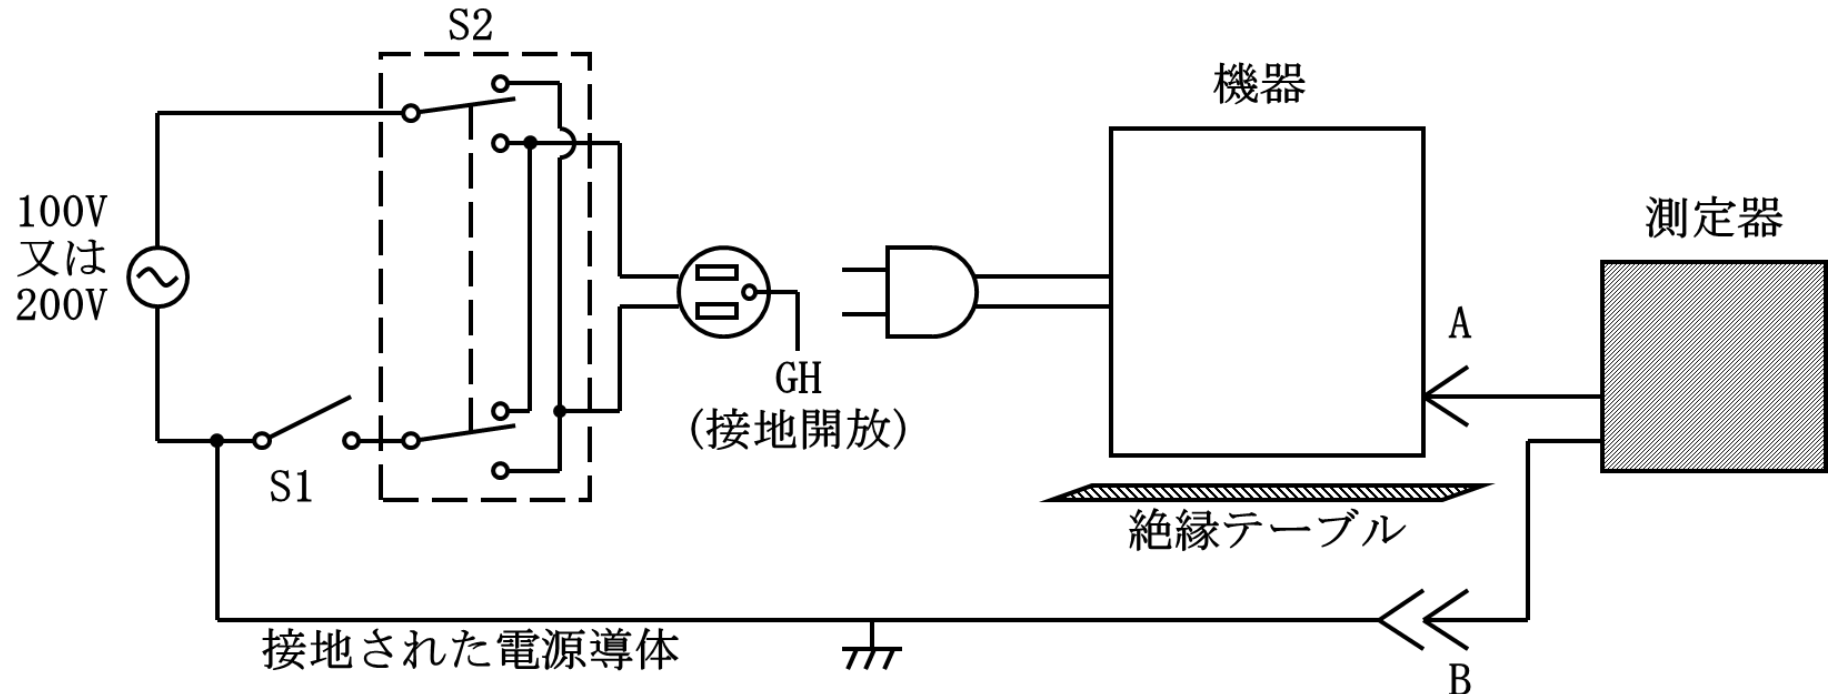 S2
機器
100V
又は
200V
測定器
A
GH
(接地開放)
S1
絶縁テーブル
接地された電源導体
B